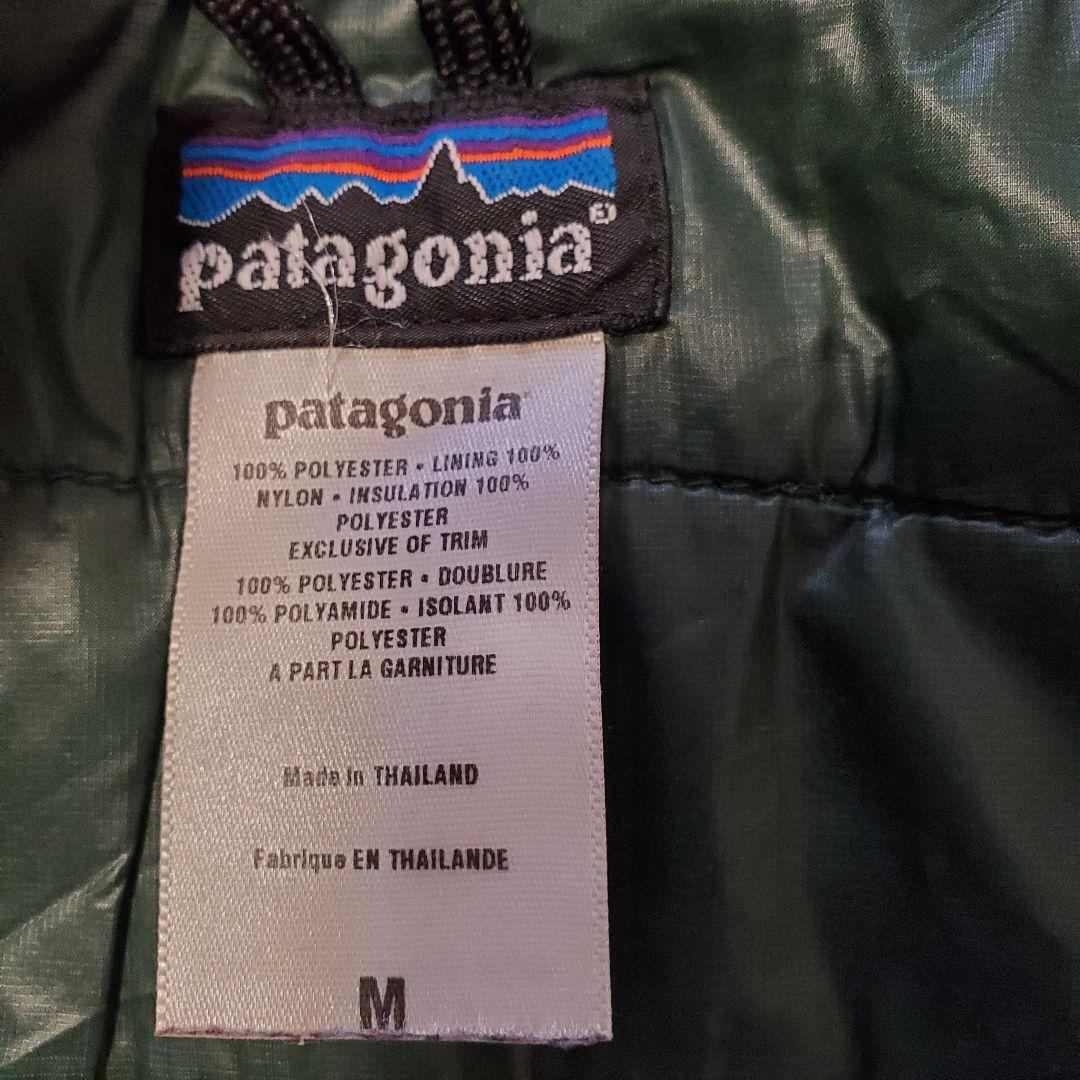 patagonia®
patagonia
100% POLYESTER • LINING 100%
NYLON • INSULATION 100%
POLYESTER
EXCLUSIVE OF TRIM
100% POLYESTER • DOUBLURE
100% POLYAMIDE • ISOLANT 100%
POLYESTER
A PART LA GARNITURE
Made in THAILAND
Fabrique EN THAILANDE
M